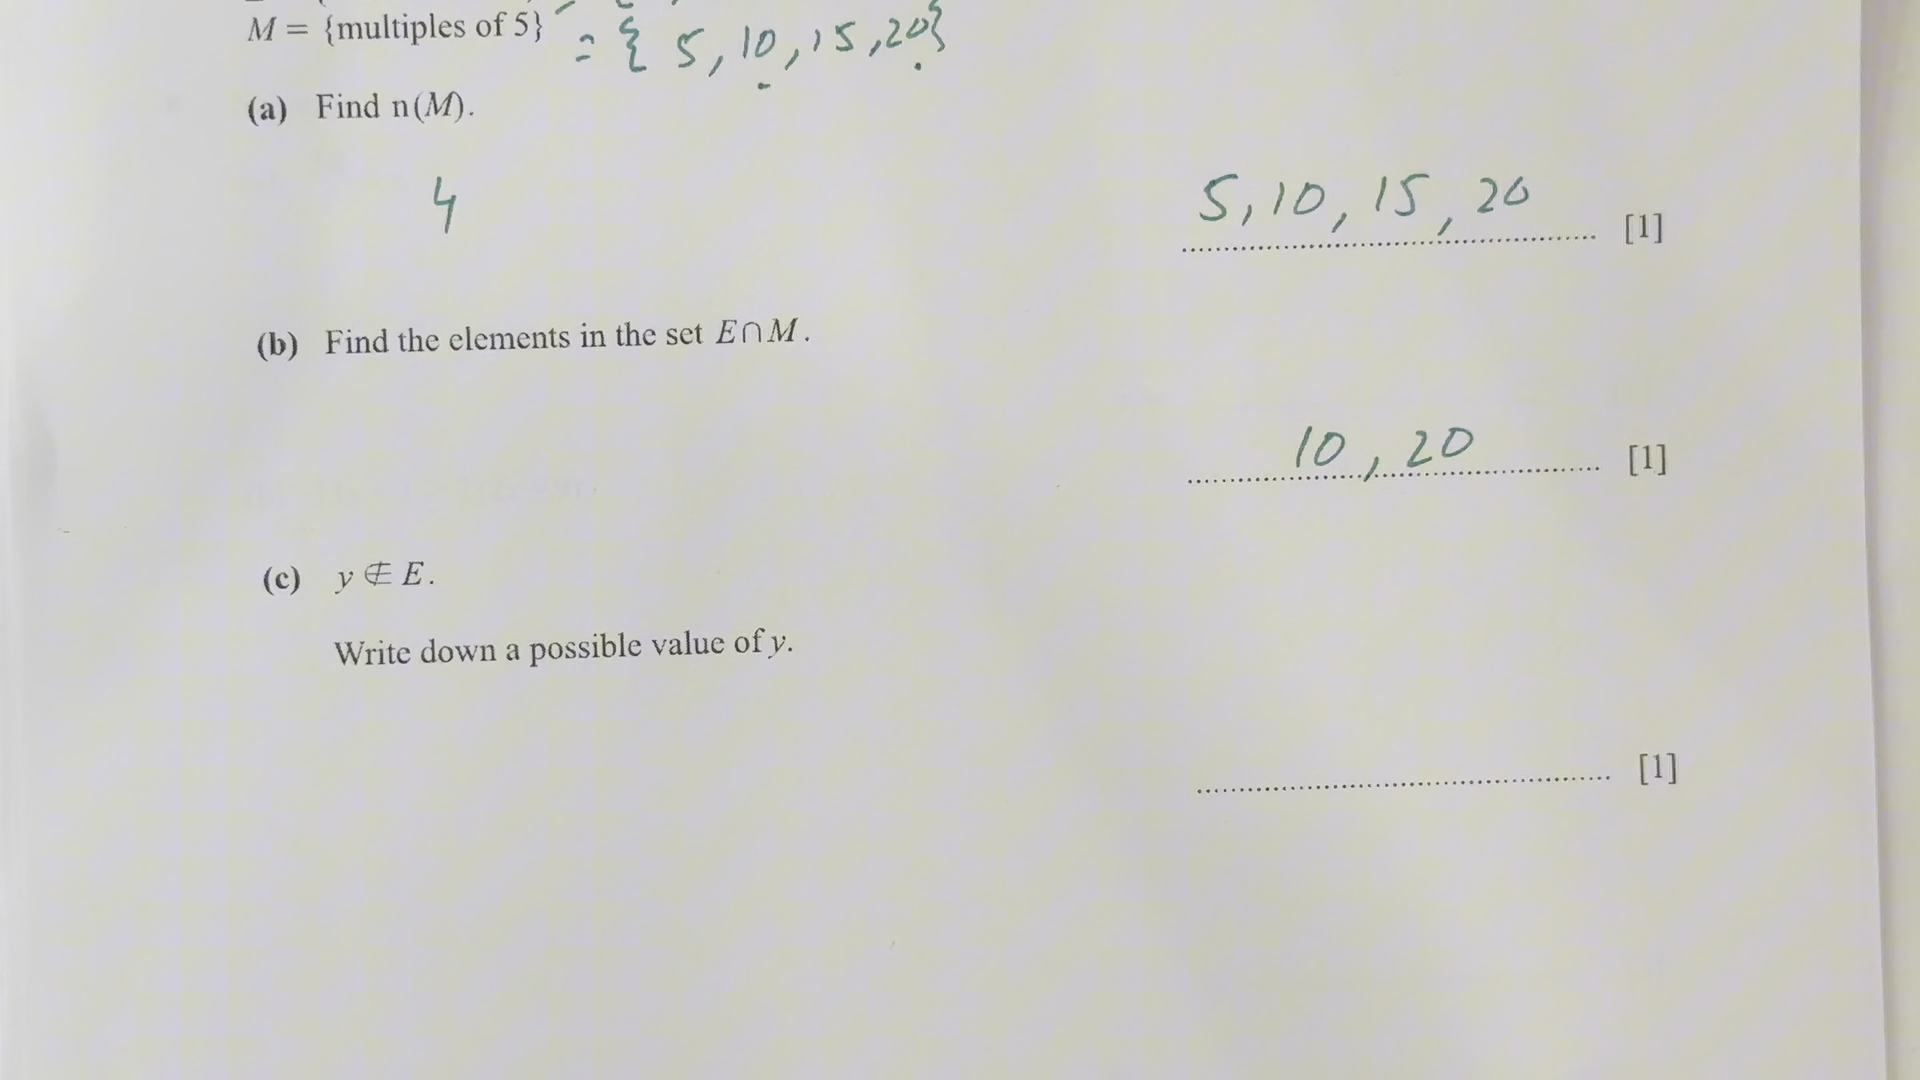 M = {multiples of 5} = { 5, 10, 15, 20}
(a) Find n(M).
4
5, 10, 15, 20
[1]
(b) Find the elements in the set E∩M.
10, 20
[1]
(c) y ∉ E.
Write down a possible value of y.
[1]